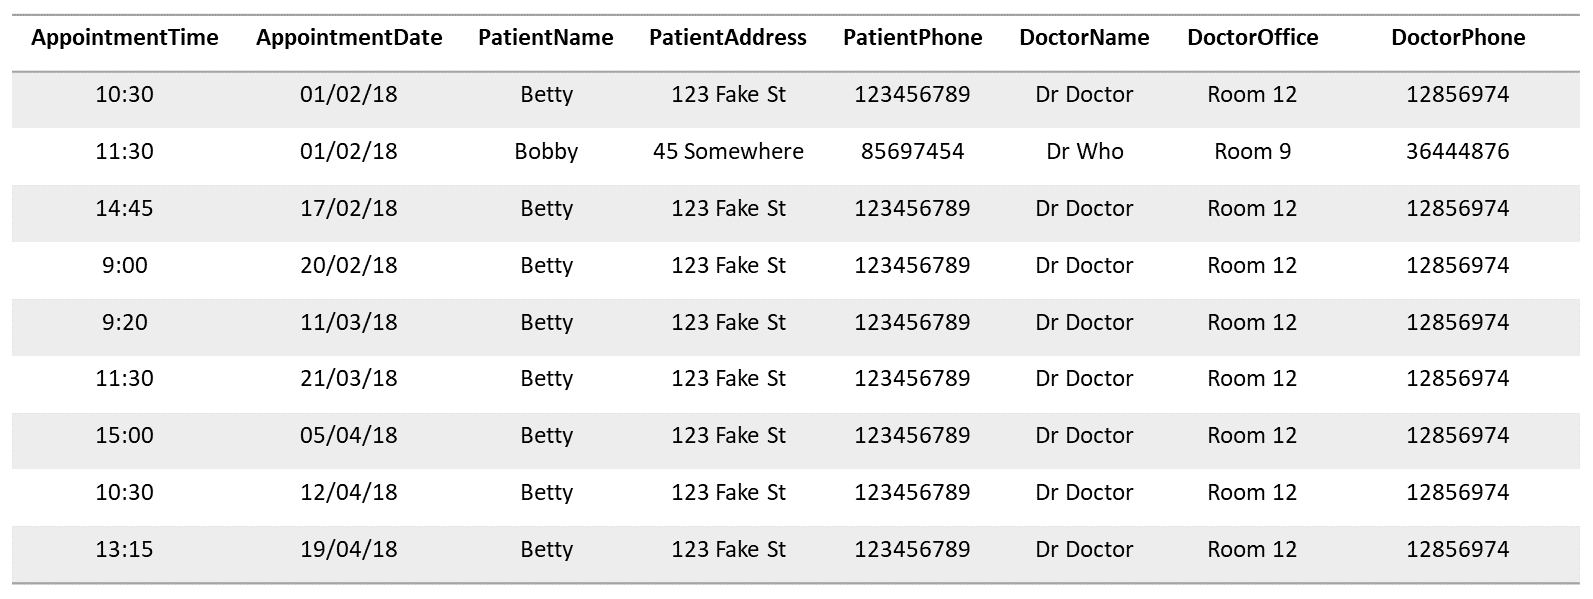 AppointmentTime AppointmentDate PatientName PatientAddress PatientPhone DoctorName DoctorOffice DoctorPhone
10:30 01/02/18 Betty 123 Fake St 123456789 Dr Doctor Room 12 12856974
11:30 01/02/18 Bobby 45 Somewhere 85697454 Dr Who Room 9 36444876
14:45 17/02/18 Betty 123 Fake St 123456789 Dr Doctor Room 12 12856974
9:00 20/02/18 Betty 123 Fake St 123456789 Dr Doctor Room 12 12856974
9:20 11/03/18 Betty 123 Fake St 123456789 Dr Doctor Room 12 12856974
11:30 21/03/18 Betty 123 Fake St 123456789 Dr Doctor Room 12 12856974
15:00 05/04/18 Betty 123 Fake St 123456789 Dr Doctor Room 12 12856974
10:30 12/04/18 Betty 123 Fake St 123456789 Dr Doctor Room 12 12856974
13:15 19/04/18 Betty 123 Fake St 123456789 Dr Doctor Room 12 12856974